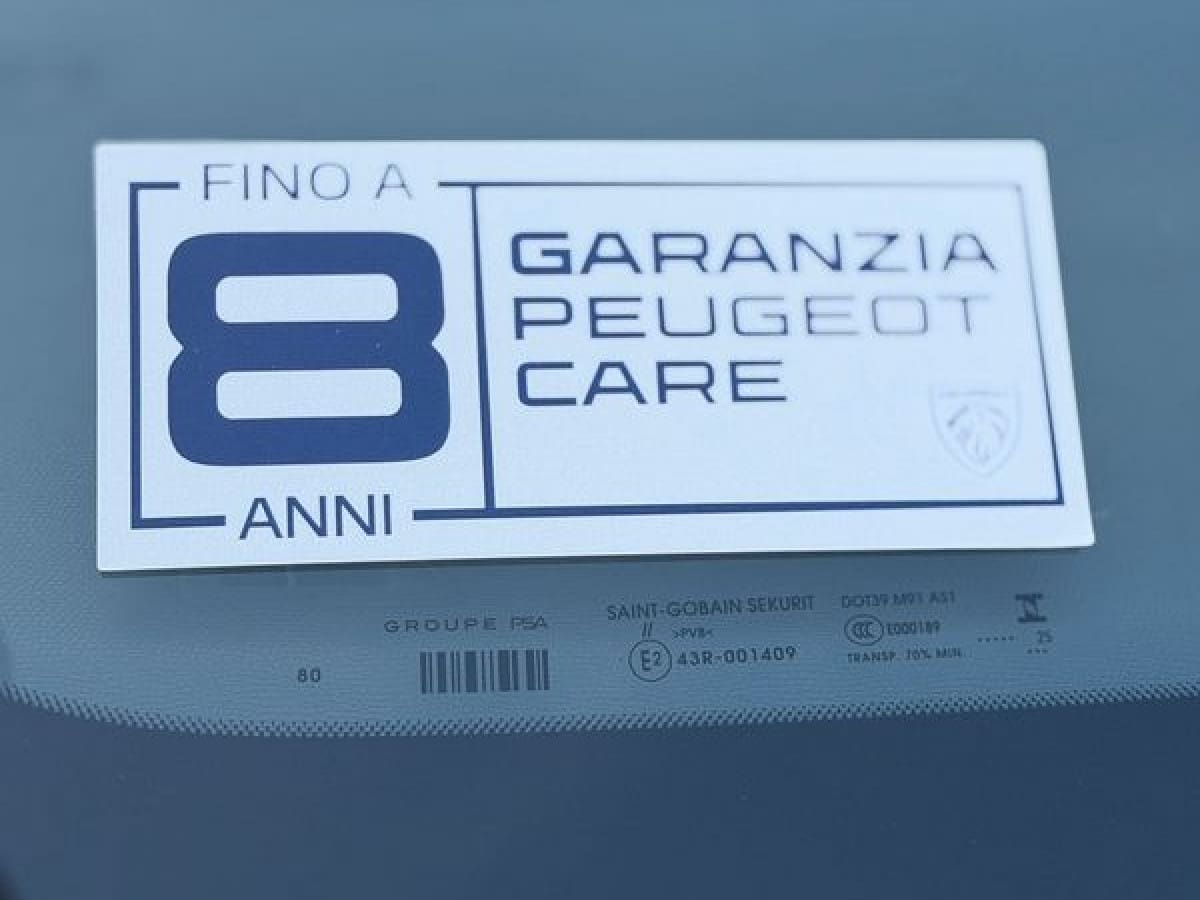 FINO A
8
ANNI
GARANZIA
PEUGEOT
CARE
GROUPE PSA
80
SAINT-GOBAIN SEKURIT
// >PVB<
E2 43R-001409
DOT39 M91 AS1
CCC E000189
TRANSP. 70% MIN.
25